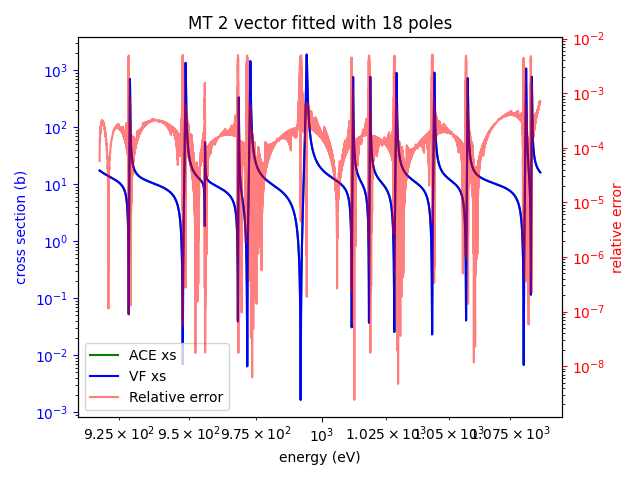 MT 2 vector fitted with 18 poles
10³
10²
10¹
10⁰
10⁻¹
10⁻²
10⁻³
cross section (b)
10⁻²
10⁻³
10⁻⁴
10⁻⁵
10⁻⁶
10⁻⁷
10⁻⁸
relative error
ACE xs
VF xs
Relative error
9.25 × 10² 9.5 × 10² 9.75 × 10² 10³ 1.025 × 10³ 1.05 × 10³ 1.075 × 10³
energy (eV)